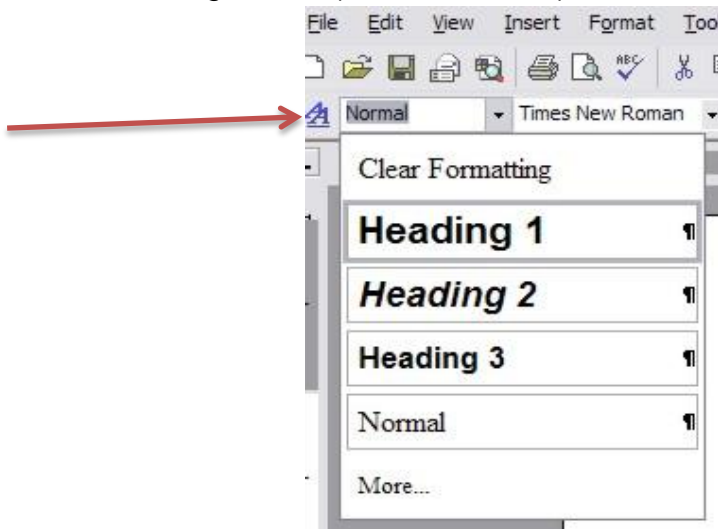 File Edit View Insert Format
ABC
Normal Times New Roman
Clear Formatting
Heading 1 ¶
Heading 2 ¶
Heading 3 ¶
Normal ¶
More...